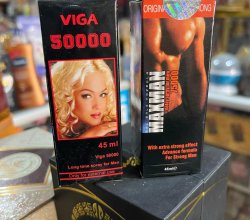 VIGA
50000
45 ml
Viga 50000
Long time spray for Men
ORIGINAL
MAXMAN
With extra strong effect
Advance formula
For Strong Men
45ml